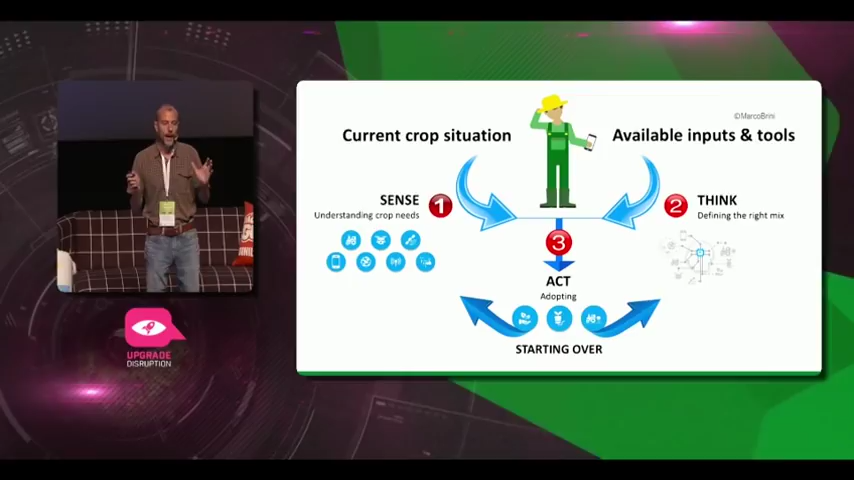 ©MarcoBrini
Current crop situation
Available inputs & tools
SENSE
Understanding crop needs
1
2
THINK
Defining the right mix
3
ACT
Adopting
STARTING OVER
UPGRADE
DISRUPTION